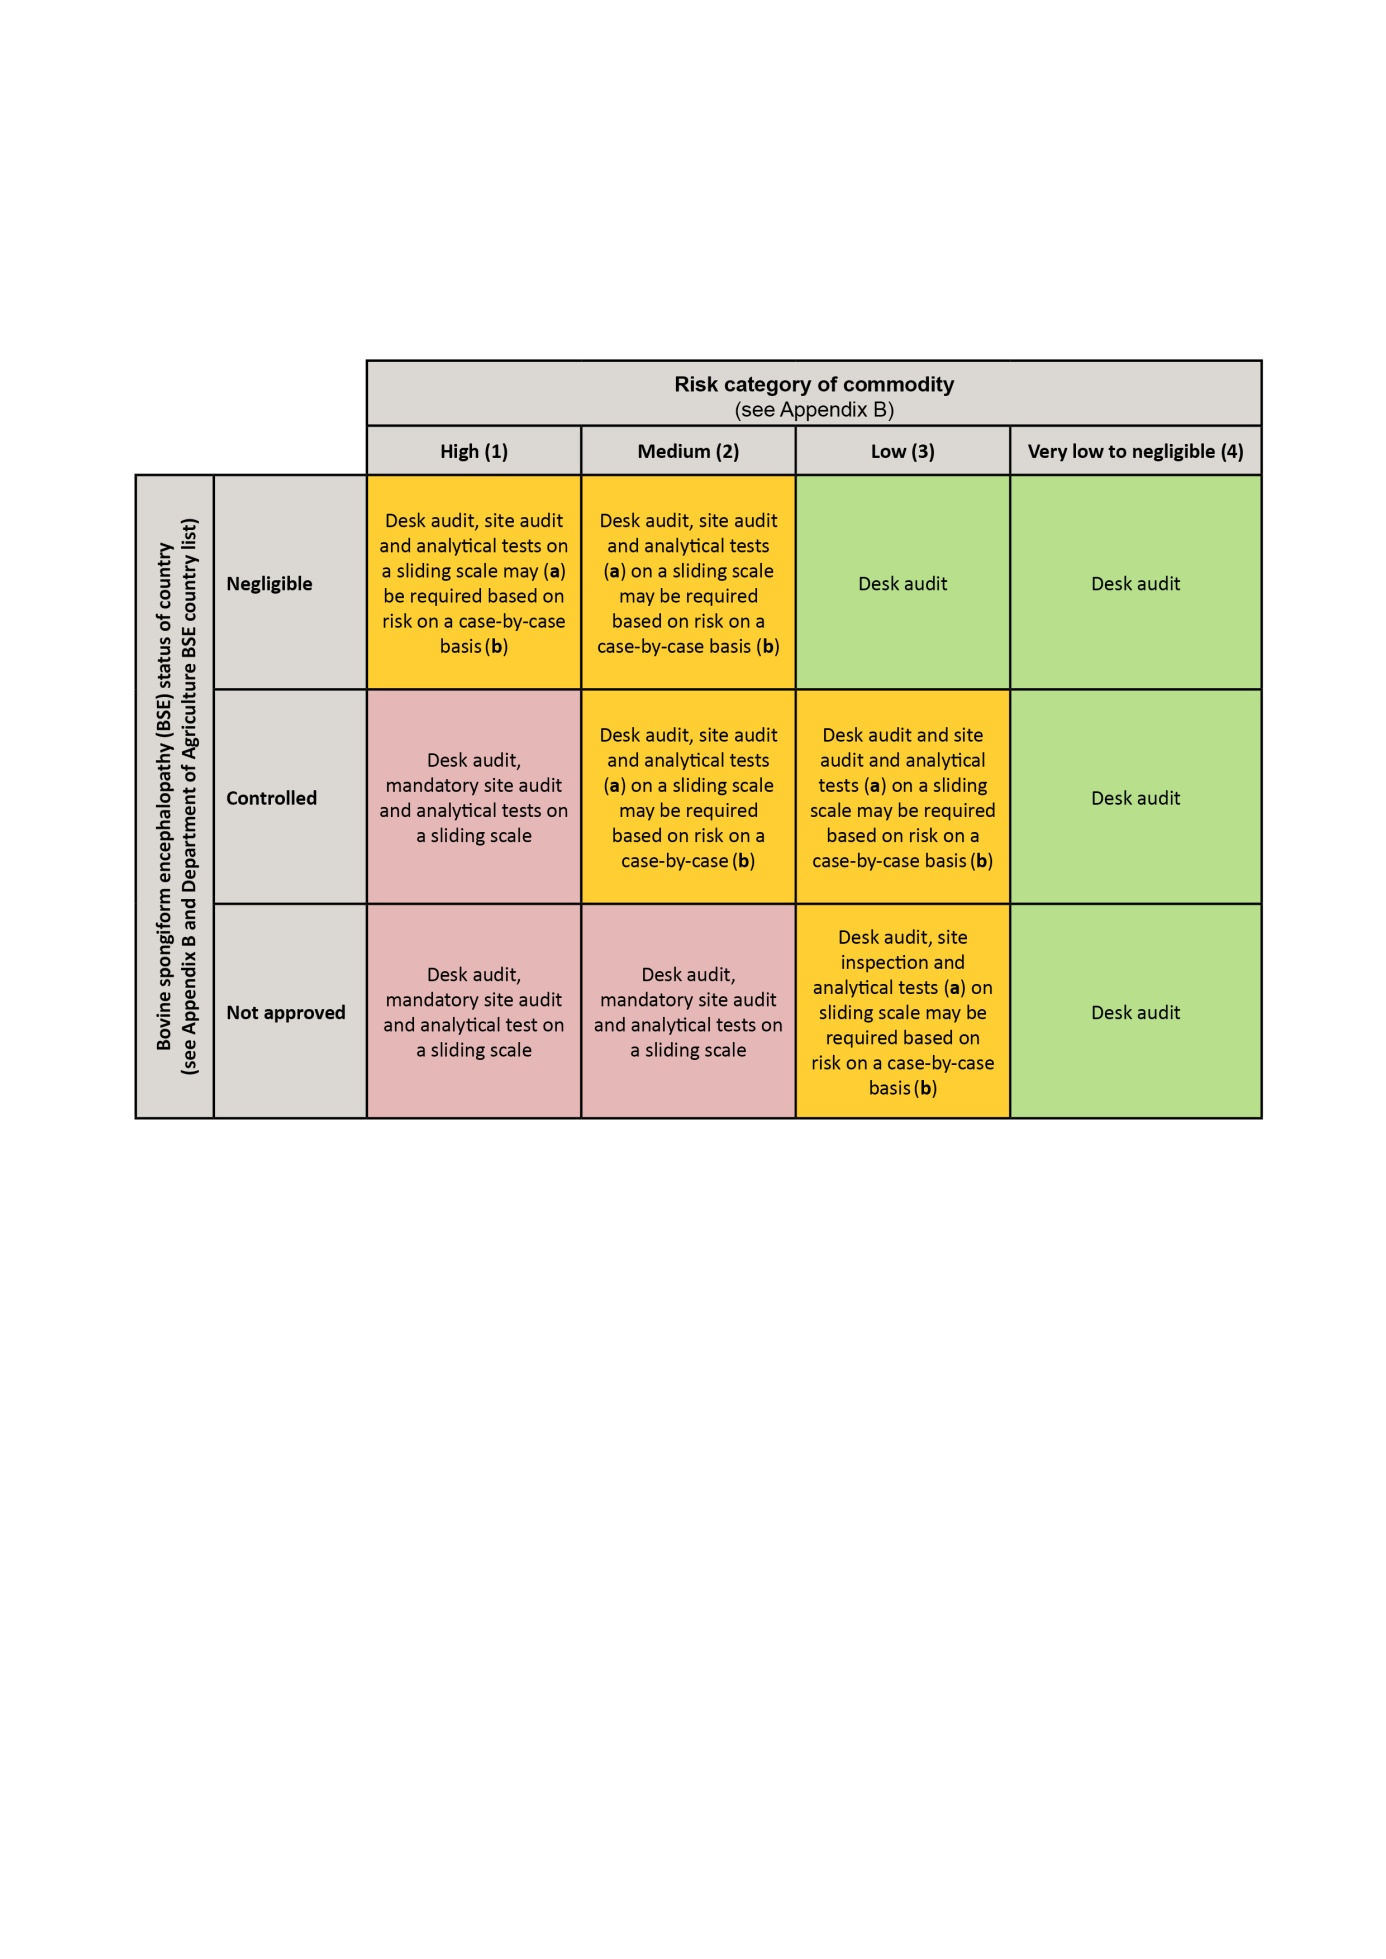 Risk category of commodity
(see Appendix B)
High (1)
Medium (2)
Low (3)
Very low to negligible (4)
Bovine spongiform encephalopathy (BSE) status of country
(see Appendix B and Department of Agriculture BSE country list)
Negligible
Desk audit, site audit
and analytical tests on
a sliding scale may (a)
be required based on
risk on a case-by-case
basis (b)
Desk audit, site audit
and analytical tests
(a) on a sliding scale
may be required
based on risk on a
case-by-case basis (b)
Desk audit
Desk audit
Controlled
Desk audit,
mandatory site audit
and analytical tests on
a sliding scale
Desk audit, site audit
and analytical tests
(a) on a sliding scale
may be required
based on risk on a
case-by-case (b)
Desk audit and site
audit and analytical
tests (a) on a sliding
scale may be required
based on risk on a
case-by-case basis (b)
Desk audit
Not approved
Desk audit,
mandatory site audit
and analytical test on
a sliding scale
Desk audit,
mandatory site audit
and analytical tests on
a sliding scale
Desk audit, site
inspection and
analytical tests (a) on
sliding scale may be
required based on
risk on a case-by-case
basis (b)
Desk audit